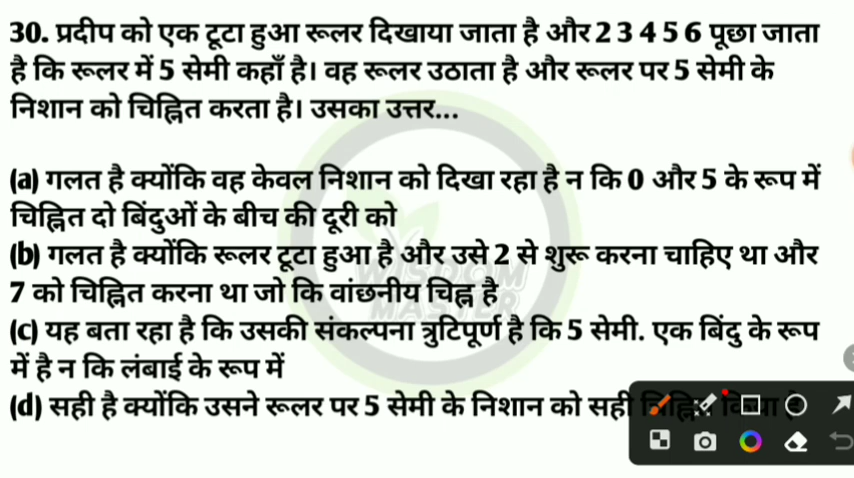 30. प्रदीप को एक टूटा हुआ रूलर दिखाया जाता है और 2 3 4 5 6 पूछा जाता
है कि रूलर में 5 सेमी कहाँ है। वह रूलर उठाता है और रूलर पर 5 सेमी के
निशान को चिह्नित करता है। उसका उत्तर...
(a) गलत है क्योंकि वह केवल निशान को दिखा रहा है न कि 0 और 5 के रूप में
चिह्नित दो बिंदुओं के बीच की दूरी को
(b) गलत है क्योंकि रूलर टूटा हुआ है और उसे 2 से शुरू करना चाहिए था और
7 को चिह्नित करना था जो कि वांछनीय चिह्न है
(c) यह बता रहा है कि उसकी संकल्पना त्रुटिपूर्ण है कि 5 सेमी. एक बिंदु के रूप
में है न कि लंबाई के रूप में
(d) सही है क्योंकि उसने रूलर पर 5 सेमी के निशान को सही
WISDOM
MASTER